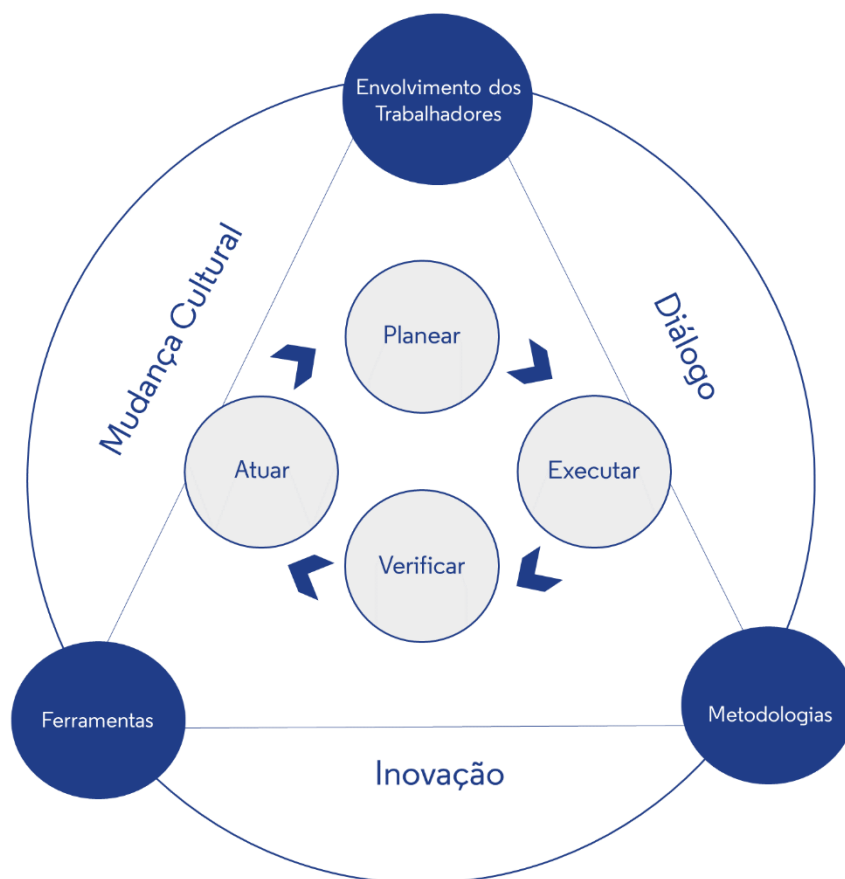 Envolvimento dos
Trabalhadores
Mudança Cultural
Diálogo
Planear
Atuar
Executar
Verificar
Ferramentas
Metodologias
Inovação